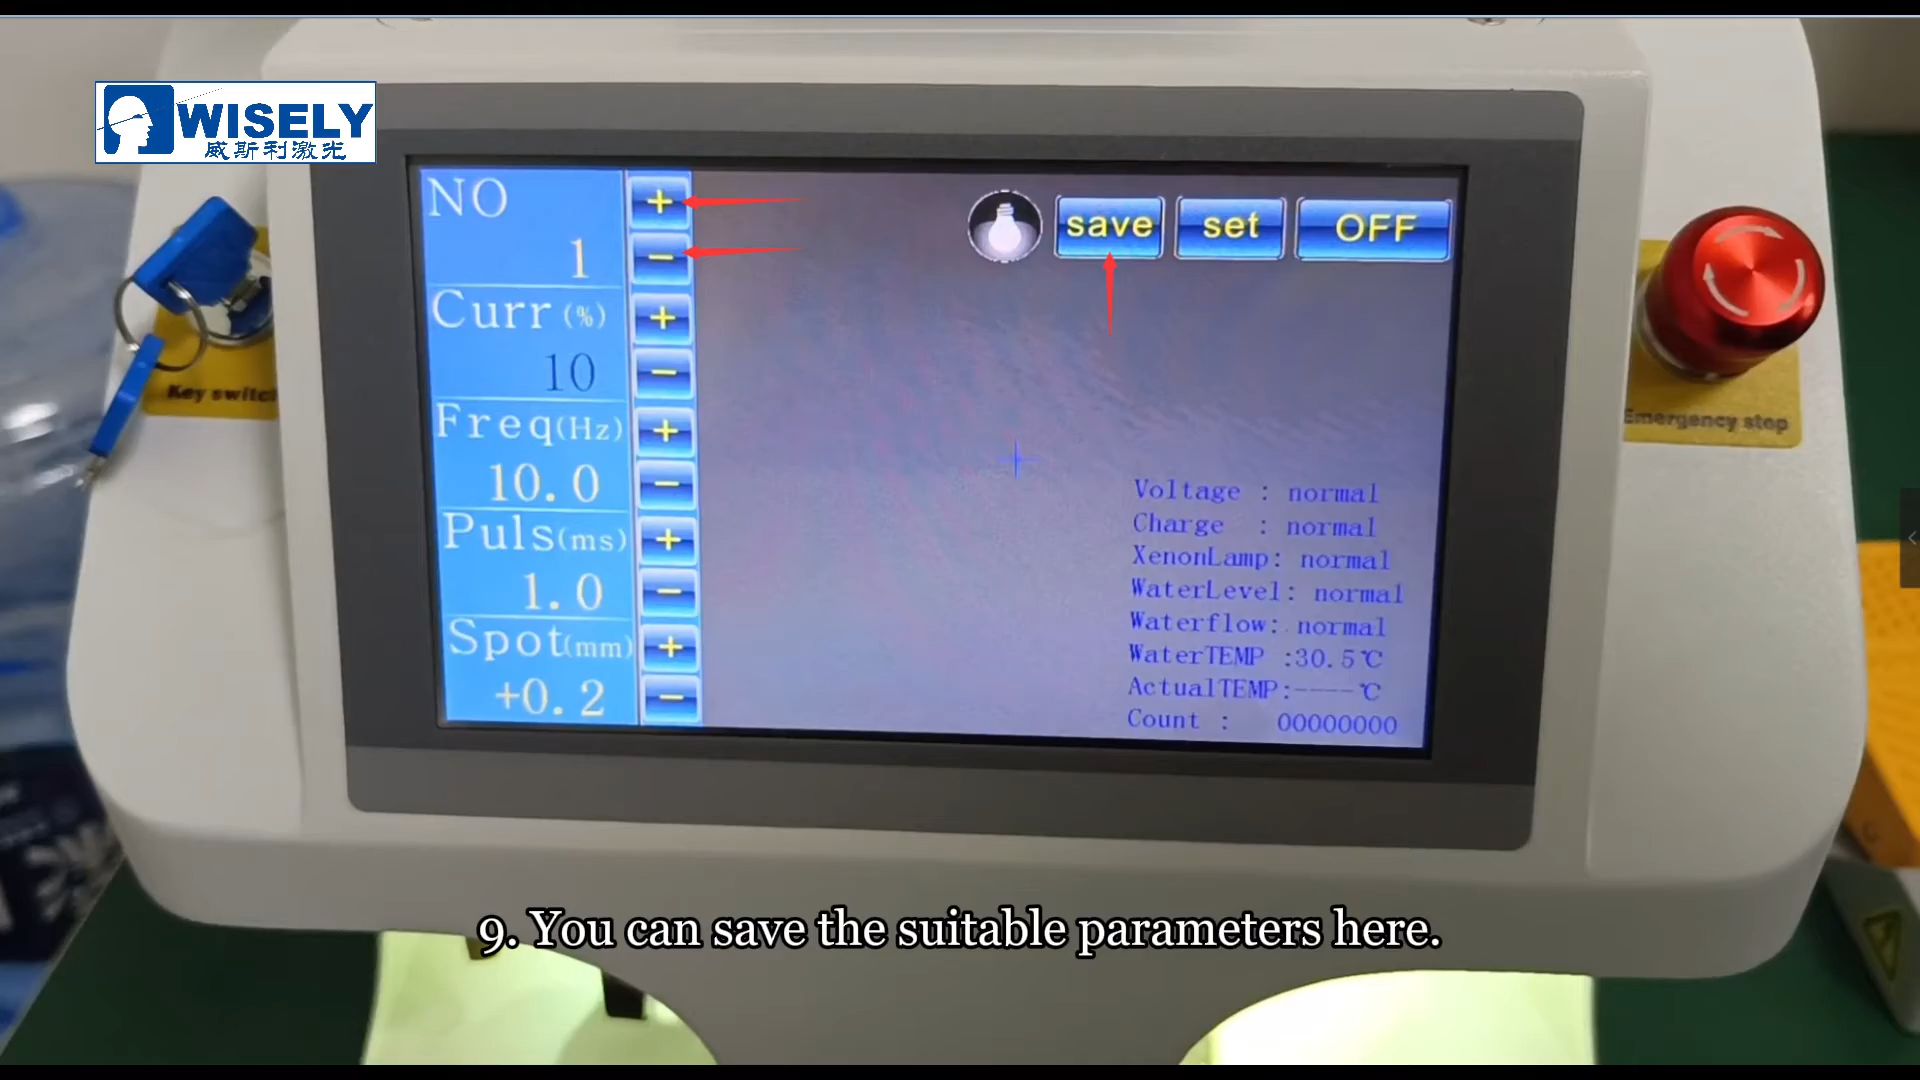 WISELY
威斯利激光
NO
+
1
−
save
set
OFF
Curr (%)
+
10
−
Freq(Hz)
+
10.0
−
Puls(ms)
+
1.0
−
Spot(mm)
+
+0.2
−
Voltage : normal
Charge : normal
XenonLamp: normal
WaterLevel: normal
Waterflow: normal
WaterTEMP :30.5℃
ActualTEMP:----℃
Count : 00000000
Key switch
Emergency stop
9. You can save the suitable parameters here.